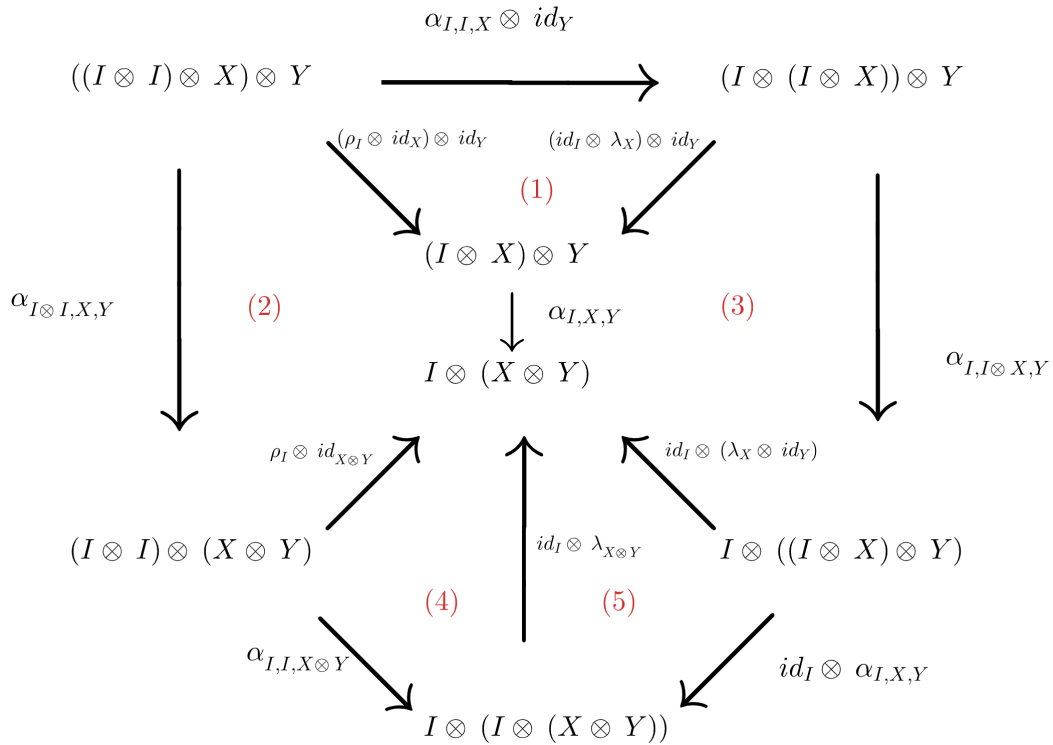 α_{I,I,X} ⊗ id_Y
((I ⊗ I) ⊗ X) ⊗ Y
(I ⊗ (I ⊗ X)) ⊗ Y
(ρ_I ⊗ id_X) ⊗ id_Y
(id_I ⊗ λ_X) ⊗ id_Y
(1)
(I ⊗ X) ⊗ Y
α_{I⊗I,X,Y}
(2)
α_{I,X,Y}
(3)
α_{I,I⊗X,Y}
I ⊗ (X ⊗ Y)
ρ_I ⊗ id_{X⊗Y}
id_I ⊗ (λ_X ⊗ id_Y)
(I ⊗ I) ⊗ (X ⊗ Y)
id_I ⊗ λ_{X⊗Y}
I ⊗ ((I ⊗ X) ⊗ Y)
(4)
(5)
α_{I,I,X⊗Y}
id_I ⊗ α_{I,X,Y}
I ⊗ (I ⊗ (X ⊗ Y))